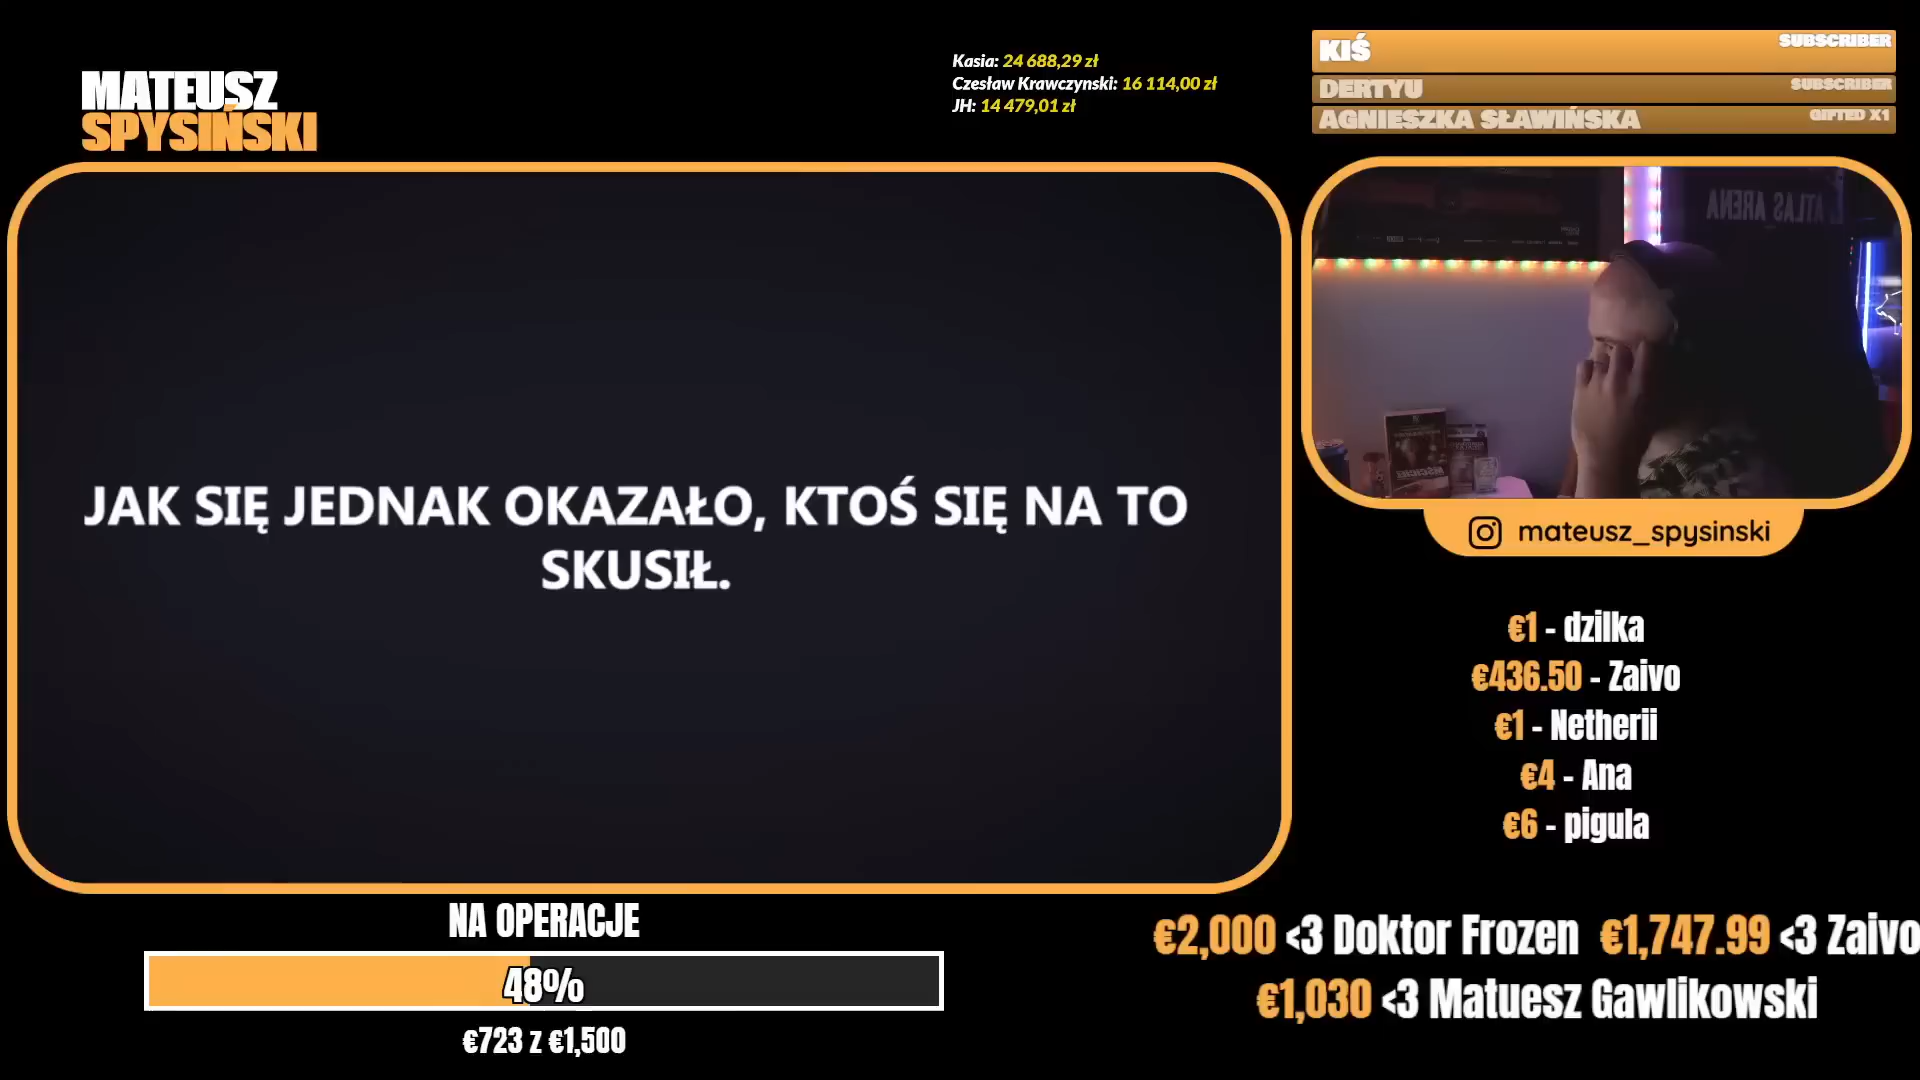 MATEUSZ
SPYSIŃSKI
Kasia: 24 688,29 zł
Czesław Krawczynski: 16 114,00 zł
JH: 14 479,01 zł
KIŚ SUBSCRIBER
DERTYU SUBSCRIBER
AGNIESZKA SŁAWIŃSKA GIFTED X1
ATLAS ARENA
JAK SIĘ JEDNAK OKAZAŁO, KTOŚ SIĘ NA TO
SKUSIŁ.
mateusz_spysinski
€1 - dzilka
€436.50 - Zaivo
€1 - Netherii
€4 - Ana
€6 - pigula
NA OPERACJE
48%
€723 z €1,500
€2,000 <3 Doktor Frozen €1,747.99 <3 Zaivo
€1,030 <3 Matuesz Gawlikowski